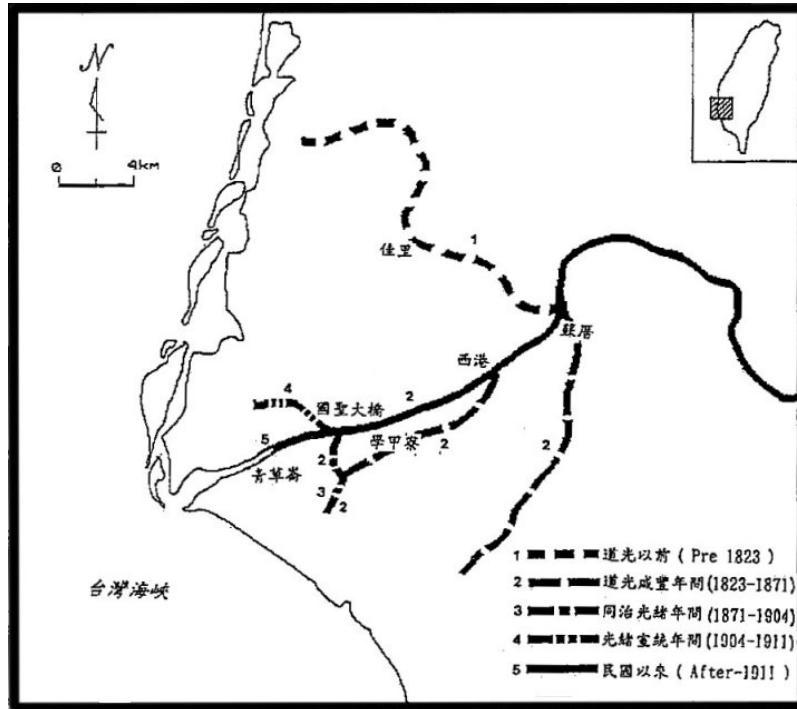 N
0 4km
佳里
1
蘇厝
西港
2
4
國聖大橋
5
學甲寮
2
2
2
青草崙
3
2
台灣海峽
1 道光以前 ( Pre 1823 )
2 道光咸豐年間(1823-1871)
3 同治光緒年間(1871-1904)
4 光緒宣統年間(1904-1911)
5 民國以來 ( After-1911 )